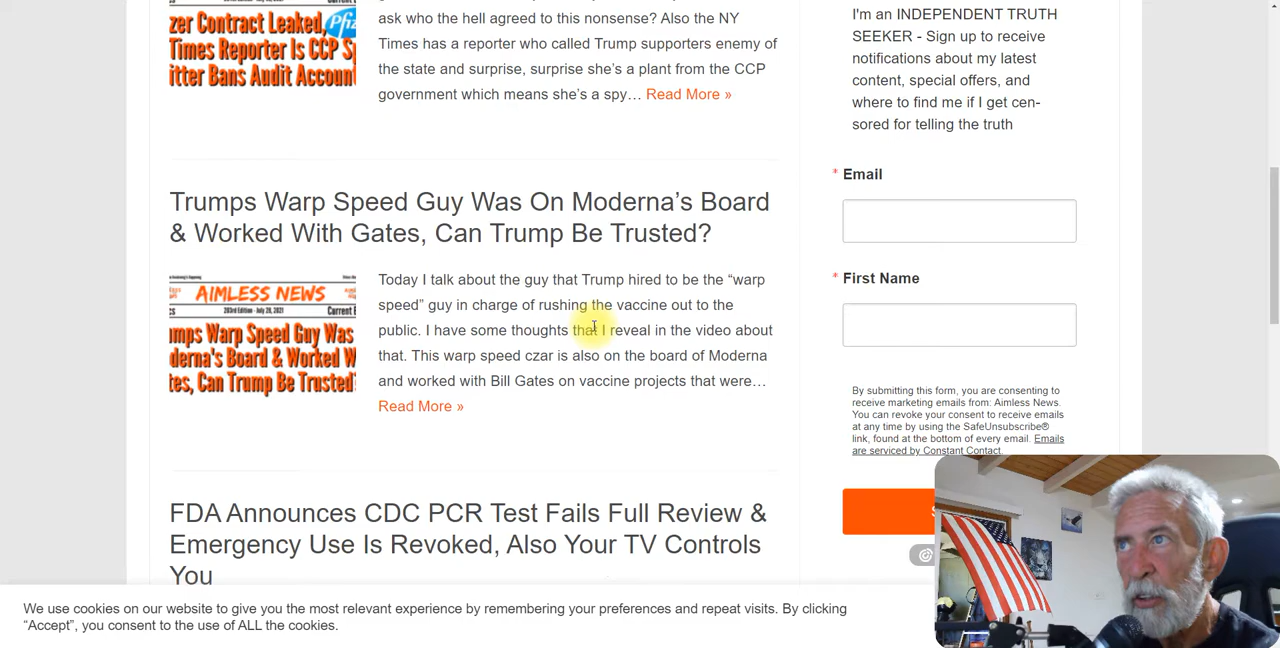 ask who the hell agreed to this nonsense? Also the NY
Times has a reporter who called Trump supporters enemy of
the state and surprise, surprise she's a plant from the CCP
government which means she's a spy… Read More »
zer Contract Leaked,
Pfizer
Times Reporter Is CCP Sp
itter Bans Audit Account
Trumps Warp Speed Guy Was On Moderna's Board
& Worked With Gates, Can Trump Be Trusted?
AIMLESS NEWS
203rd Edition - July 28, 2021
Current E
mps Warp Speed Guy Was
derna's Board & Worked W
tes, Can Trump Be Trusted?
Today I talk about the guy that Trump hired to be the “warp
speed” guy in charge of rushing the vaccine out to the
public. I have some thoughts that I reveal in the video about
that. This warp speed czar is also on the board of Moderna
and worked with Bill Gates on vaccine projects that were…
Read More »
FDA Announces CDC PCR Test Fails Full Review &
Emergency Use Is Revoked, Also Your TV Controls
You
I'm an INDEPENDENT TRUTH
SEEKER - Sign up to receive
notifications about my latest
content, special offers, and
where to find me if I get cen-
sored for telling the truth
* Email
* First Name
By submitting this form, you are consenting to
receive marketing emails from: Aimless News.
You can revoke your consent to receive emails
at any time by using the SafeUnsubscribe®
link, found at the bottom of every email. Emails
are serviced by Constant Contact.
We use cookies on our website to give you the most relevant experience by remembering your preferences and repeat visits. By clicking
“Accept”, you consent to the use of ALL the cookies.